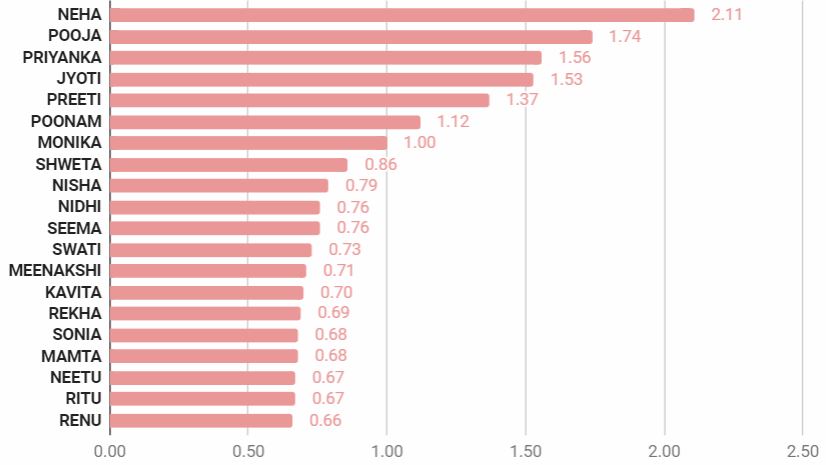 NEHA 2.11
POOJA 1.74
PRIYANKA 1.56
JYOTI 1.53
PREETI 1.37
POONAM 1.12
MONIKA 1.00
SHWETA 0.86
NISHA 0.79
NIDHI 0.76
SEEMA 0.76
SWATI 0.73
MEENAKSHI 0.71
KAVITA 0.70
REKHA 0.69
SONIA 0.68
MAMTA 0.68
NEETU 0.67
RITU 0.67
RENU 0.66
0.00 0.50 1.00 1.50 2.00 2.50